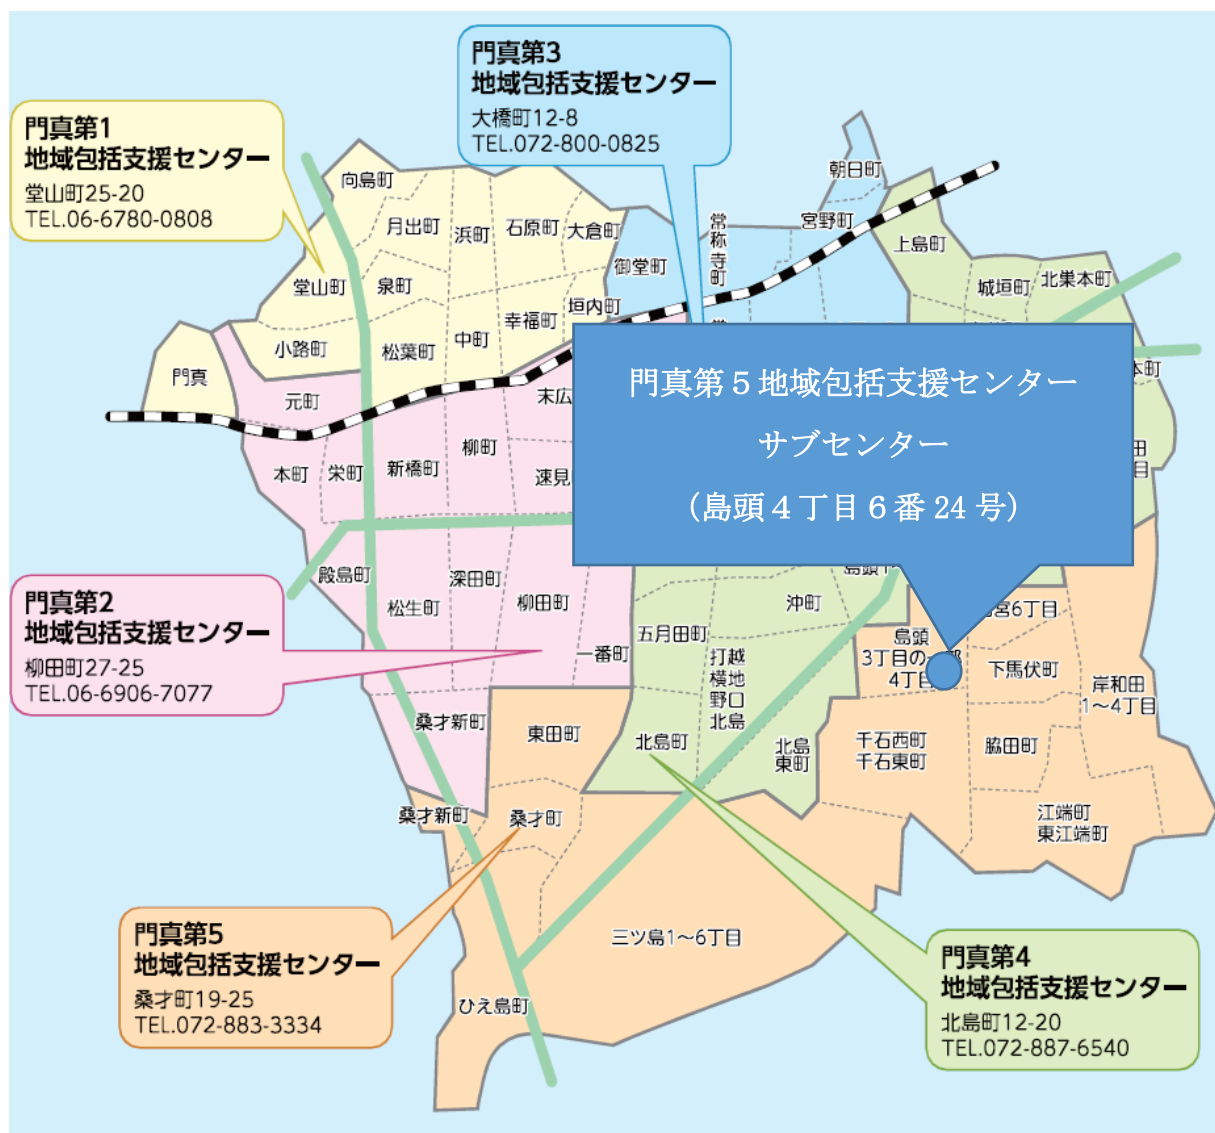 門真第3
地域包括支援センター
大橋町12-8
TEL.072-800-0825
門真第1
地域包括支援センター
堂山町25-20
TEL.06-6780-0808
向島町
月出町
浜町
石原町
大倉町
朝日町
宮野町
常称寺町
御堂町
上島町
堂山町
泉町
城垣町
北巣本町
垣内町
幸福町
中町
小路町
松葉町
門真
元町
末広
本町
門真第５地域包括支援センター
サブセンター
（島頭４丁目６番 24 号）
柳町
新橋町
栄町
本町
速見
田
目
殿島町
深田町
松生町
柳田町
島頭1
沖町
宮6丁目
五月田町
島頭
3丁目の一部
4丁目
一番町
打越
横地
野口
北島
下馬伏町
岸和田
1〜4丁目
門真第2
地域包括支援センター
柳田町27-25
TEL.06-6906-7077
桑才新町
東田町
北島町
北島
東町
千石西町
千石東町
脇田町
桑才新町
桑才町
江端町
東江端町
三ツ島1〜6丁目
ひえ島町
門真第5
地域包括支援センター
桑才町19-25
TEL.072-883-3334
門真第4
地域包括支援センター
北島町12-20
TEL.072-887-6540